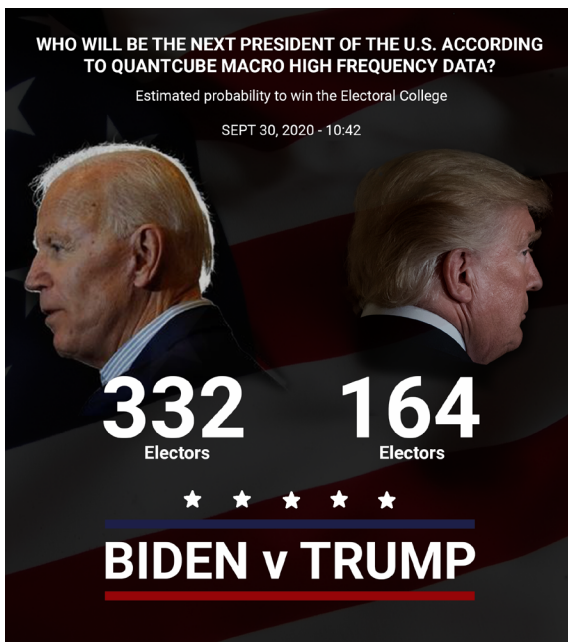 WHO WILL BE THE NEXT PRESIDENT OF THE U.S. ACCORDING
TO QUANTCUBE MACRO HIGH FREQUENCY DATA?
Estimated probability to win the Electoral College
SEPT 30, 2020 - 10:42
332 164
Electors Electors
BIDEN v TRUMP